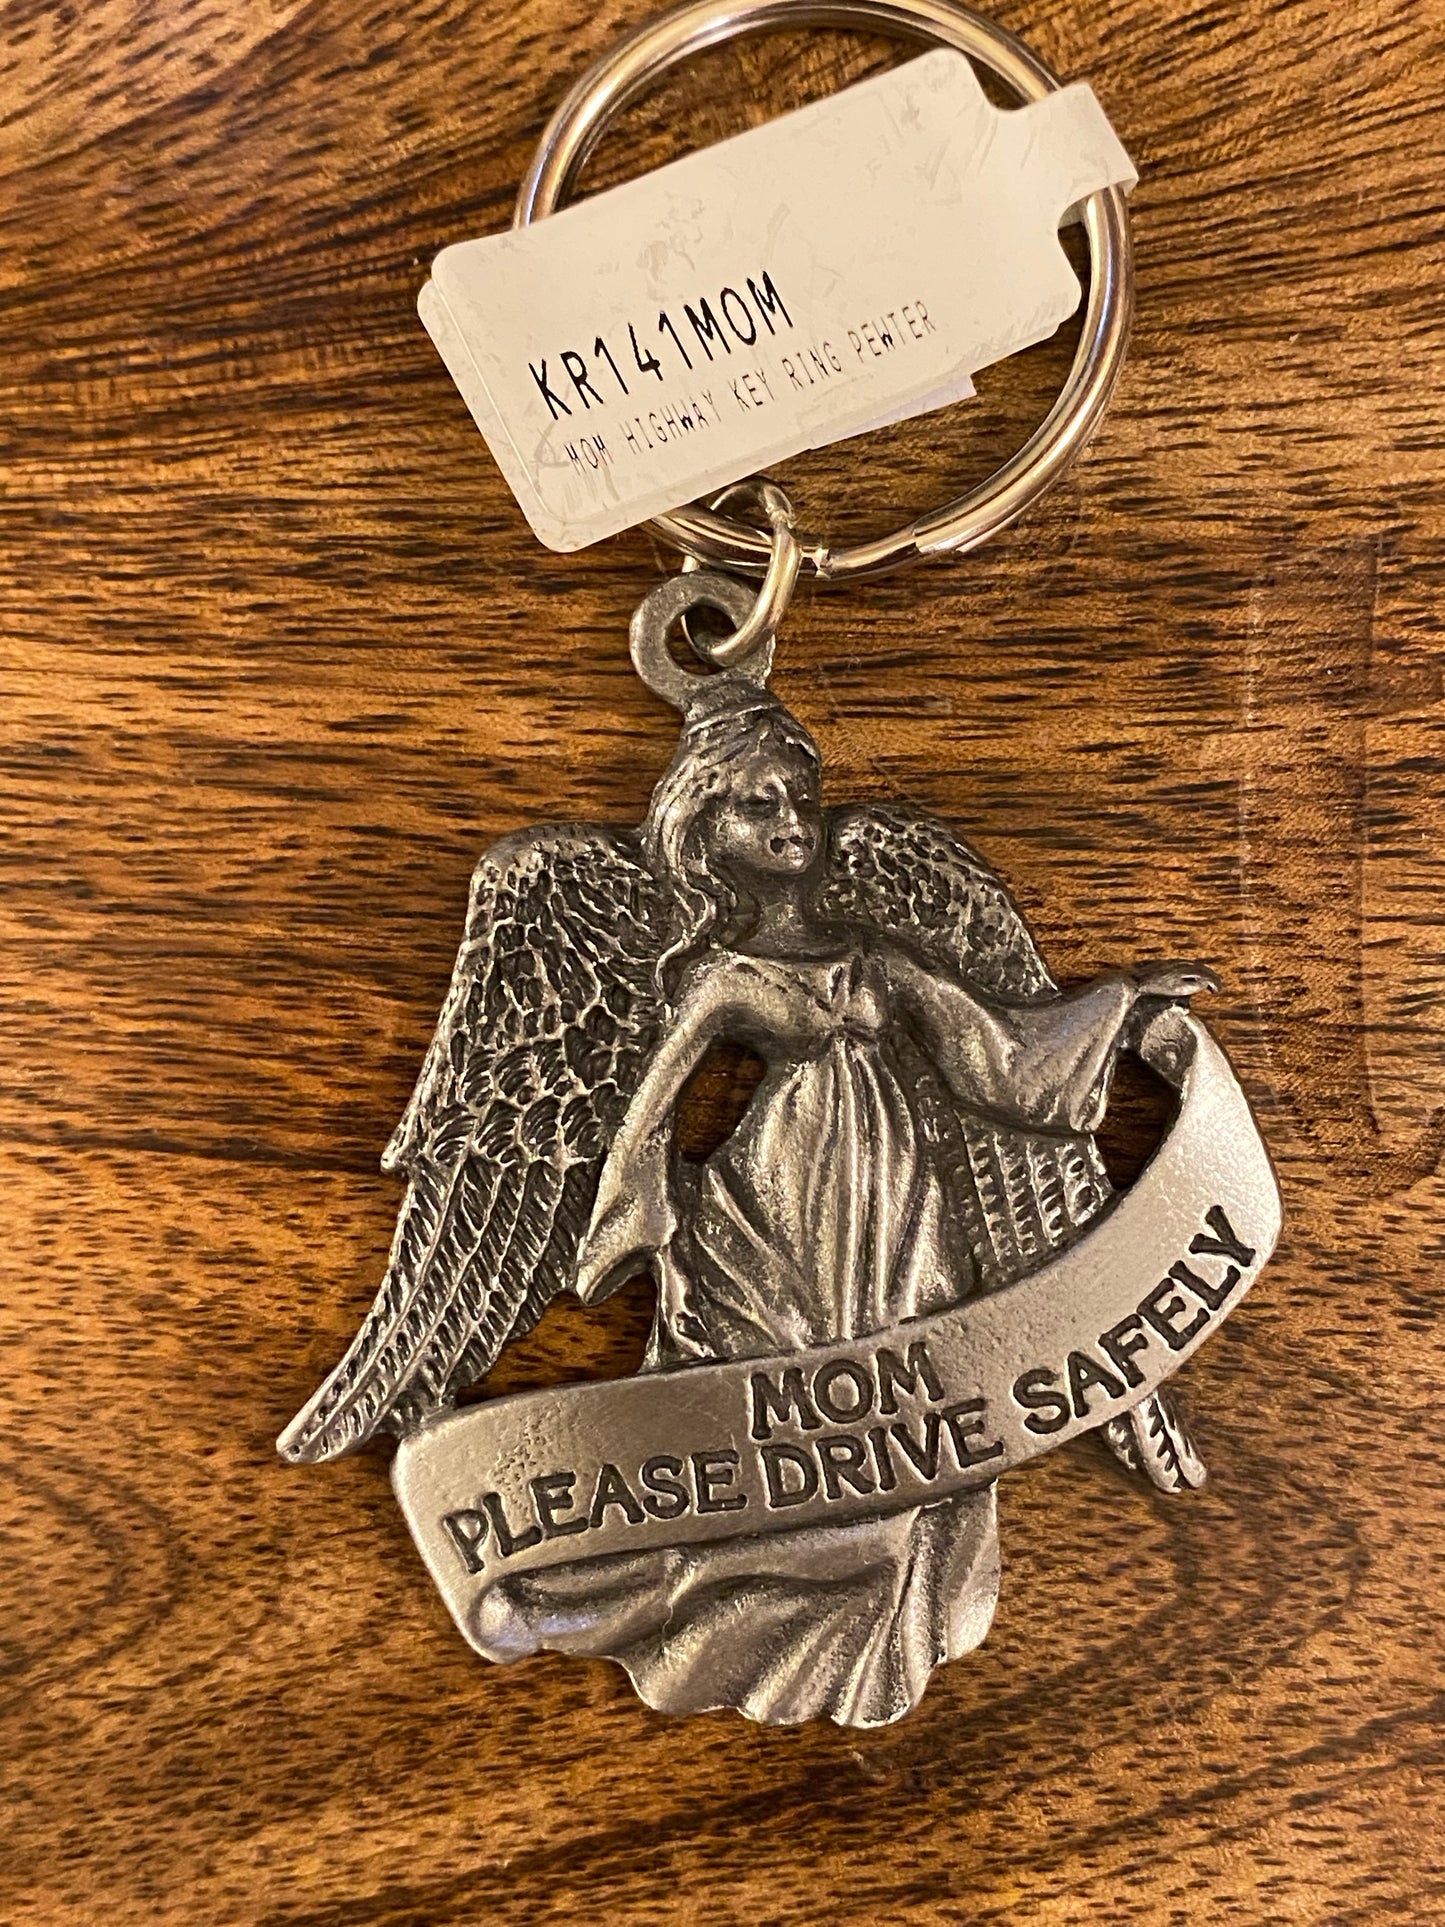 KR141MOM
MOM HIGHWAY KEY RING PEWTER
MOM
PLEASE DRIVE SAFELY